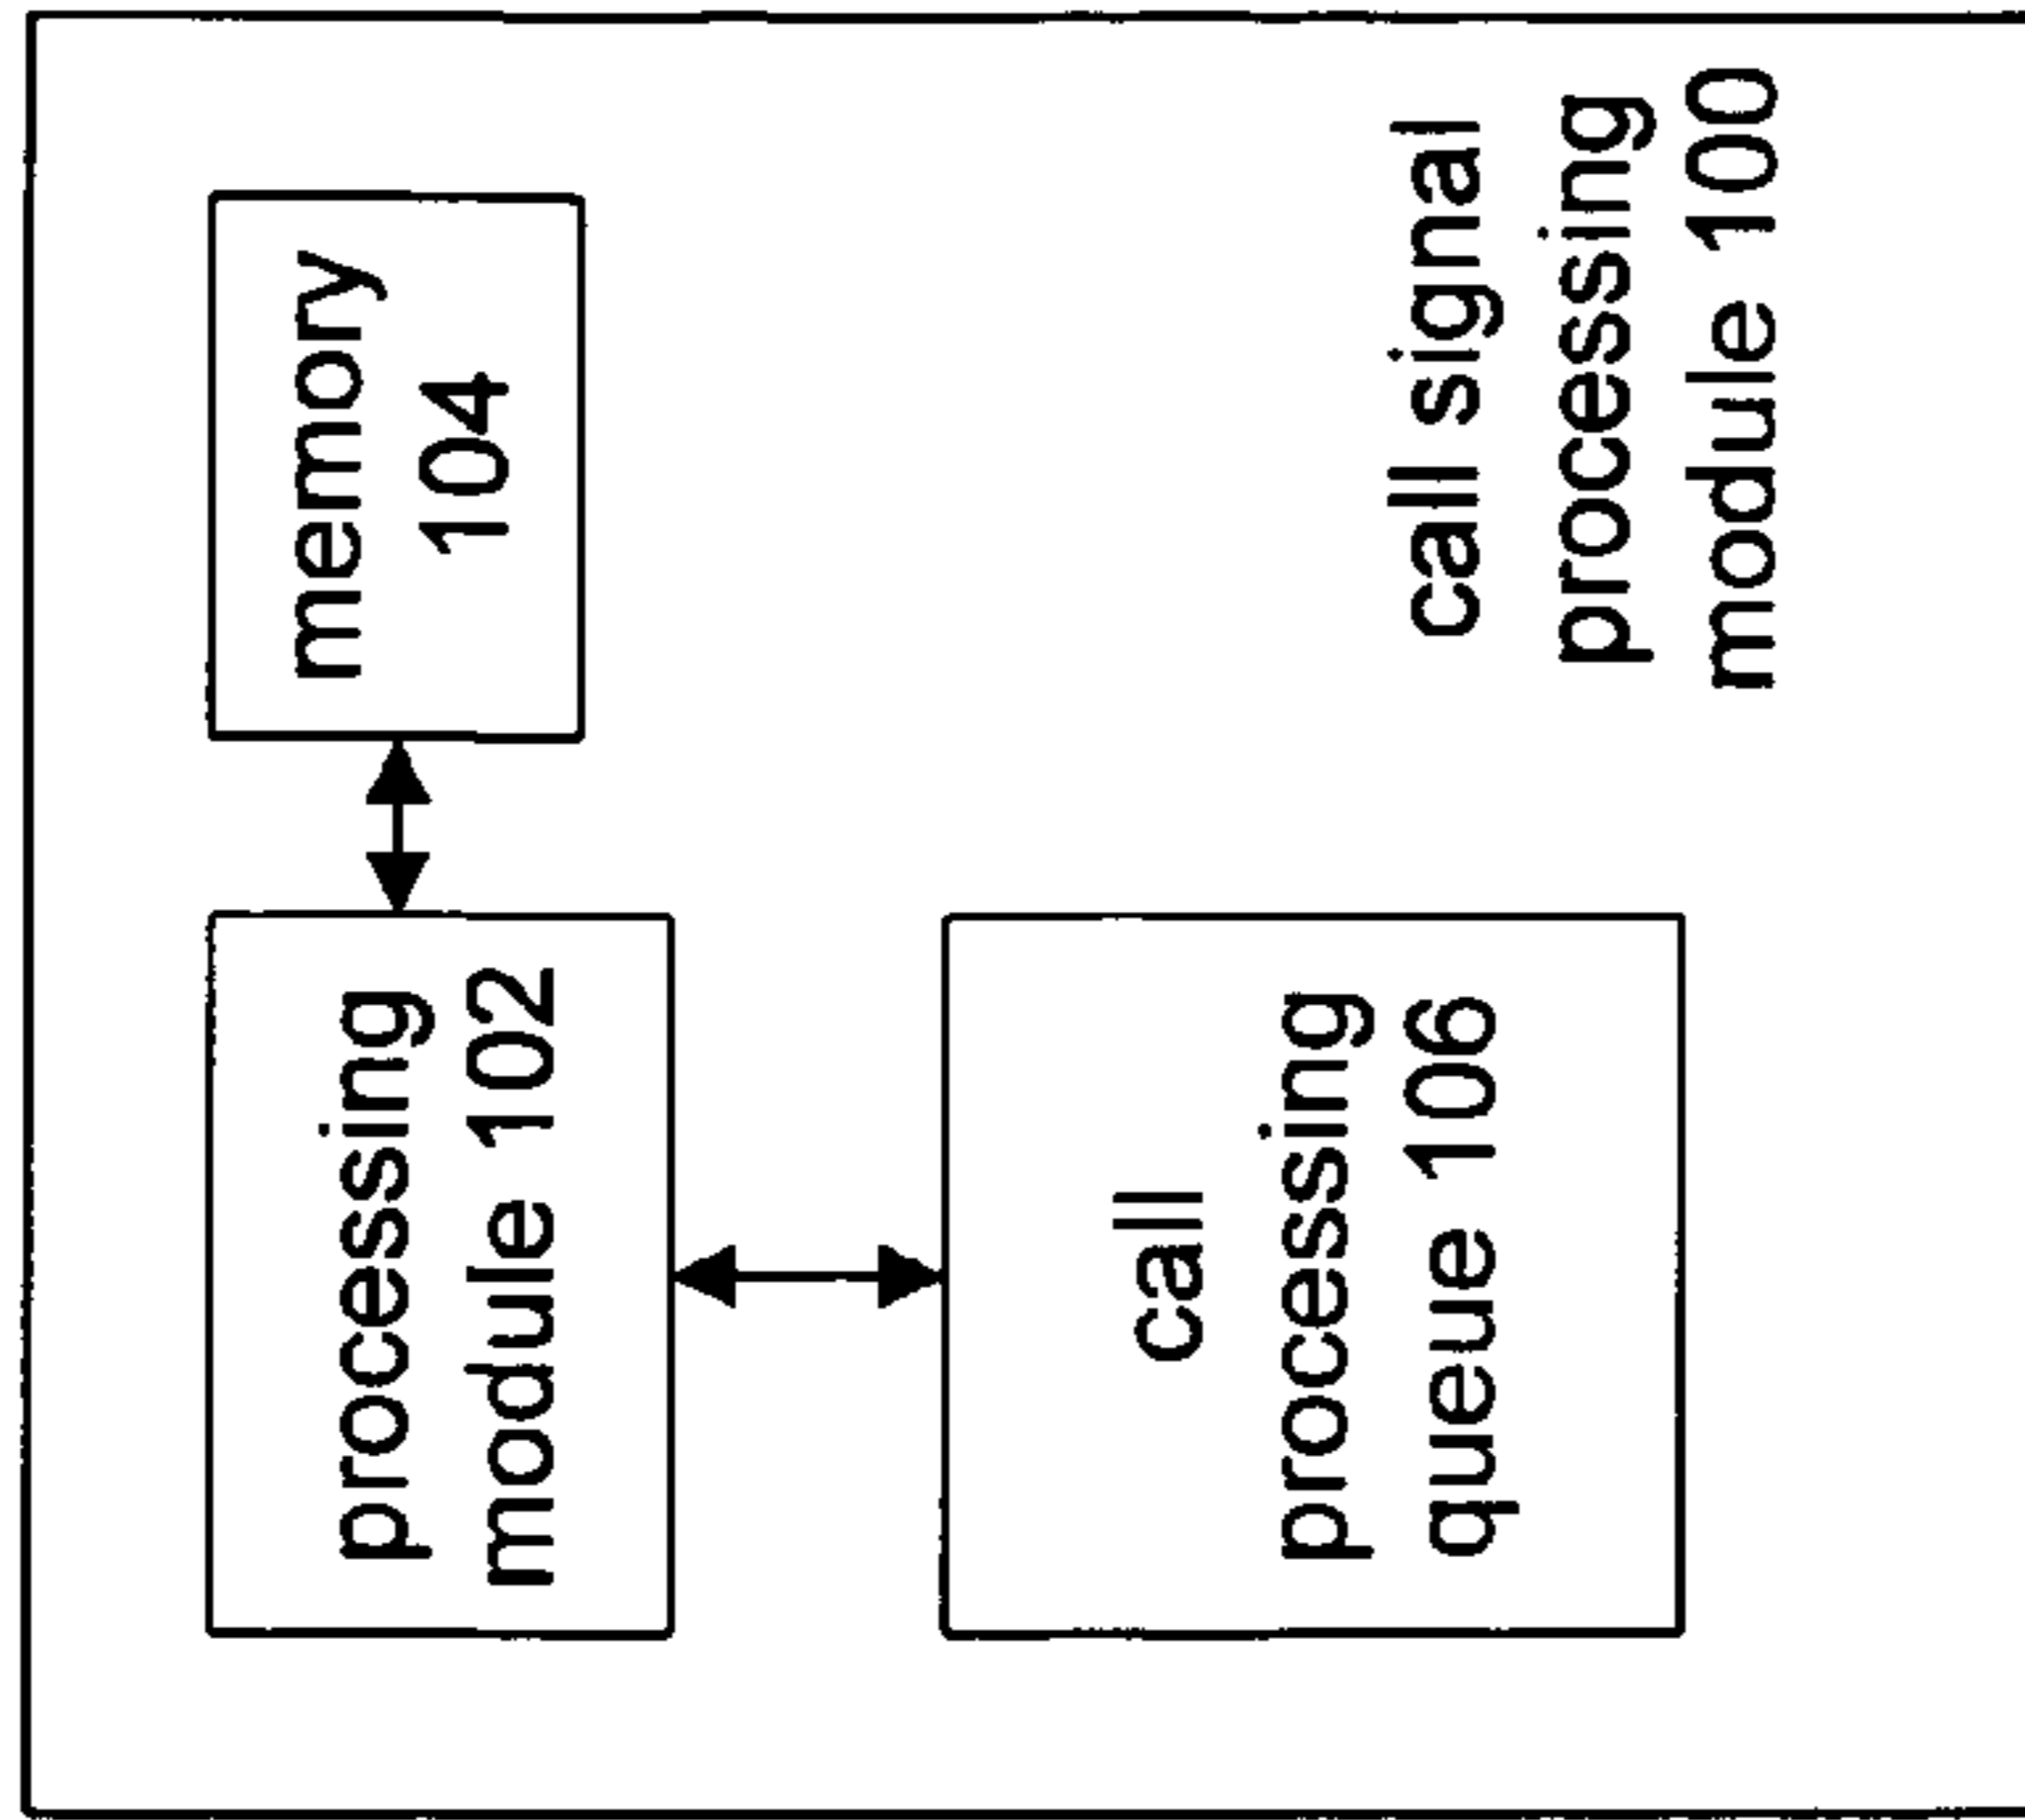 processing
module 102
memory
104
call
processing
queue 106
call signal
processing
module 100